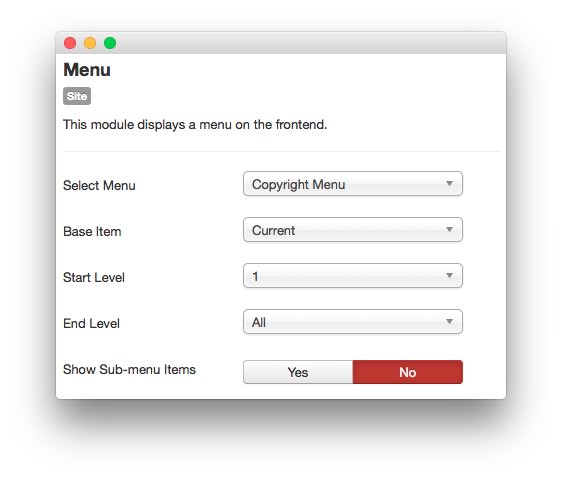 Menu
Site
This module displays a menu on the frontend.
Select Menu
Copyright Menu
Base Item
Current
Start Level
1
End Level
All
Show Sub-menu Items
Yes
No